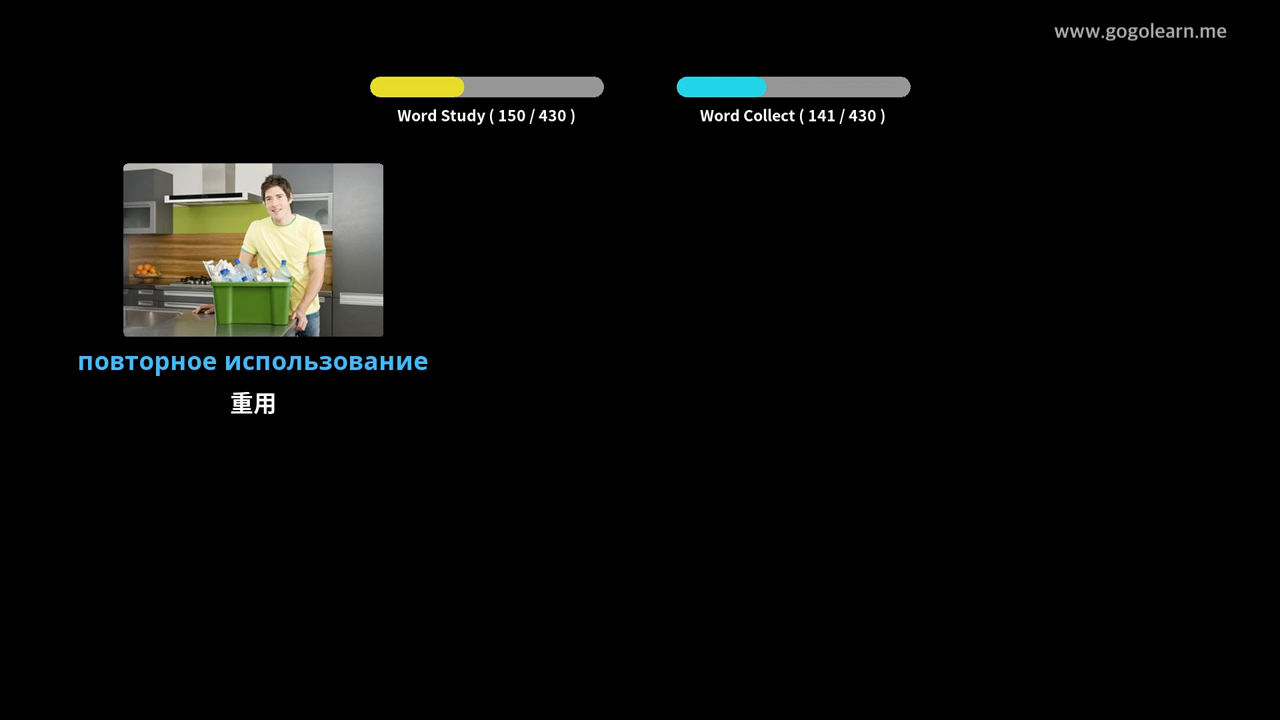 www.gogolearn.me
Word Study ( 150 / 430 )
Word Collect ( 141 / 430 )
повторное использование
重用